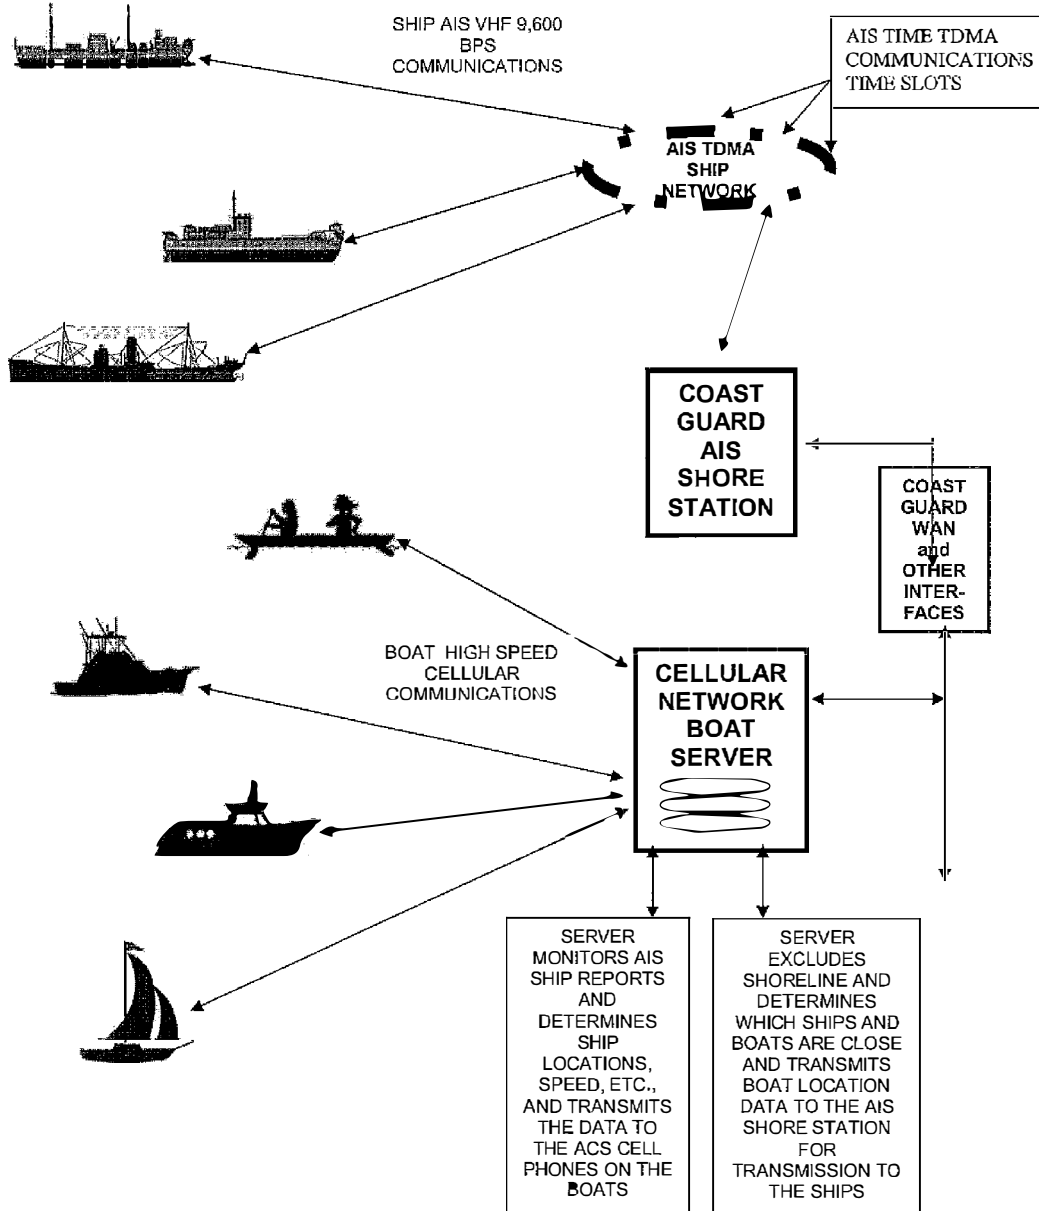 SHIP AIS VHF 9,600
BPS
COMMUNICATIONS
AIS TIME TDMA
COMMUNICATIONS
TIME SLOTS
AIS TDMA
SHIP
NETWORK
COAST
GUARD
AIS
SHORE
STATION
COAST
GUARD
WAN
and
OTHER
INTER-
FACES
BOAT HIGH SPEED
CELLULAR
COMMUNICATIONS
CELLULAR
NETWORK
BOAT
SERVER
SERVER
MONITORS AIS
SHIP REPORTS
AND
DETERMINES
SHIP
LOCATIONS,
SPEED, ETC.,
AND TRANSMITS
THE DATA TO
THE ACS CELL
PHONES ON THE
BOATS
SERVER
EXCLUDES
SHORELINE AND
DETERMINES
WHICH SHIPS AND
BOATS ARE CLOSE
AND TRANSMITS
BOAT LOCATION
DATA TO THE AIS
SHORE STATION
FOR
TRANSMISSION TO
THE SHIPS